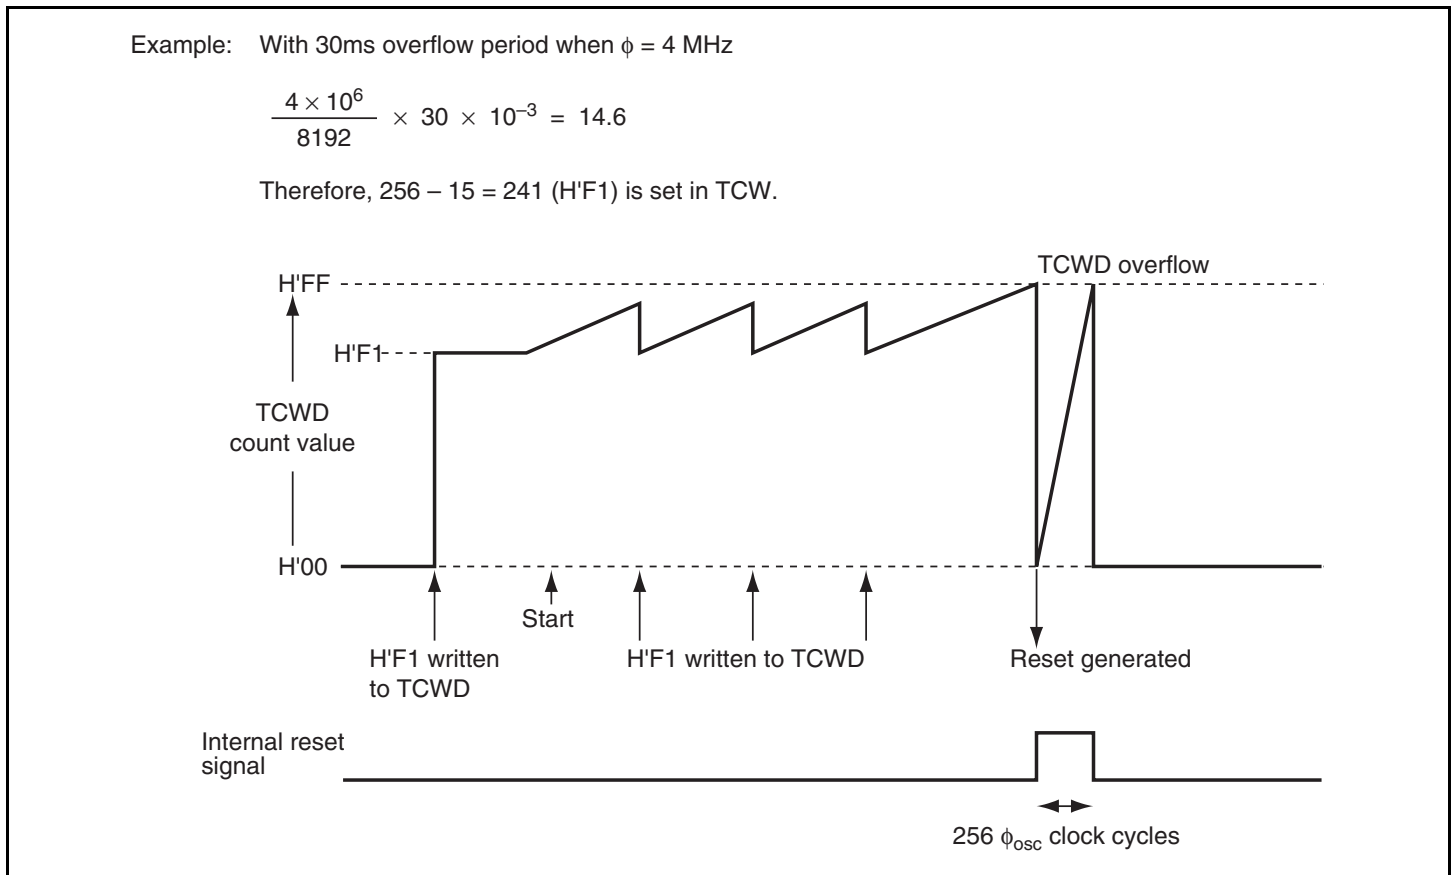 Example: With 30ms overflow period when ϕ = 4 MHz
4 × 10⁶
8192
× 30 × 10⁻³ = 14.6
Therefore, 256 – 15 = 241 (H'F1) is set in TCW.
TCWD overflow
H'FF
H'F1
TCWD
count value
H'00
Start
H'F1 written
to TCWD
H'F1 written to TCWD
Reset generated
Internal reset
signal
256 ϕosc clock cycles